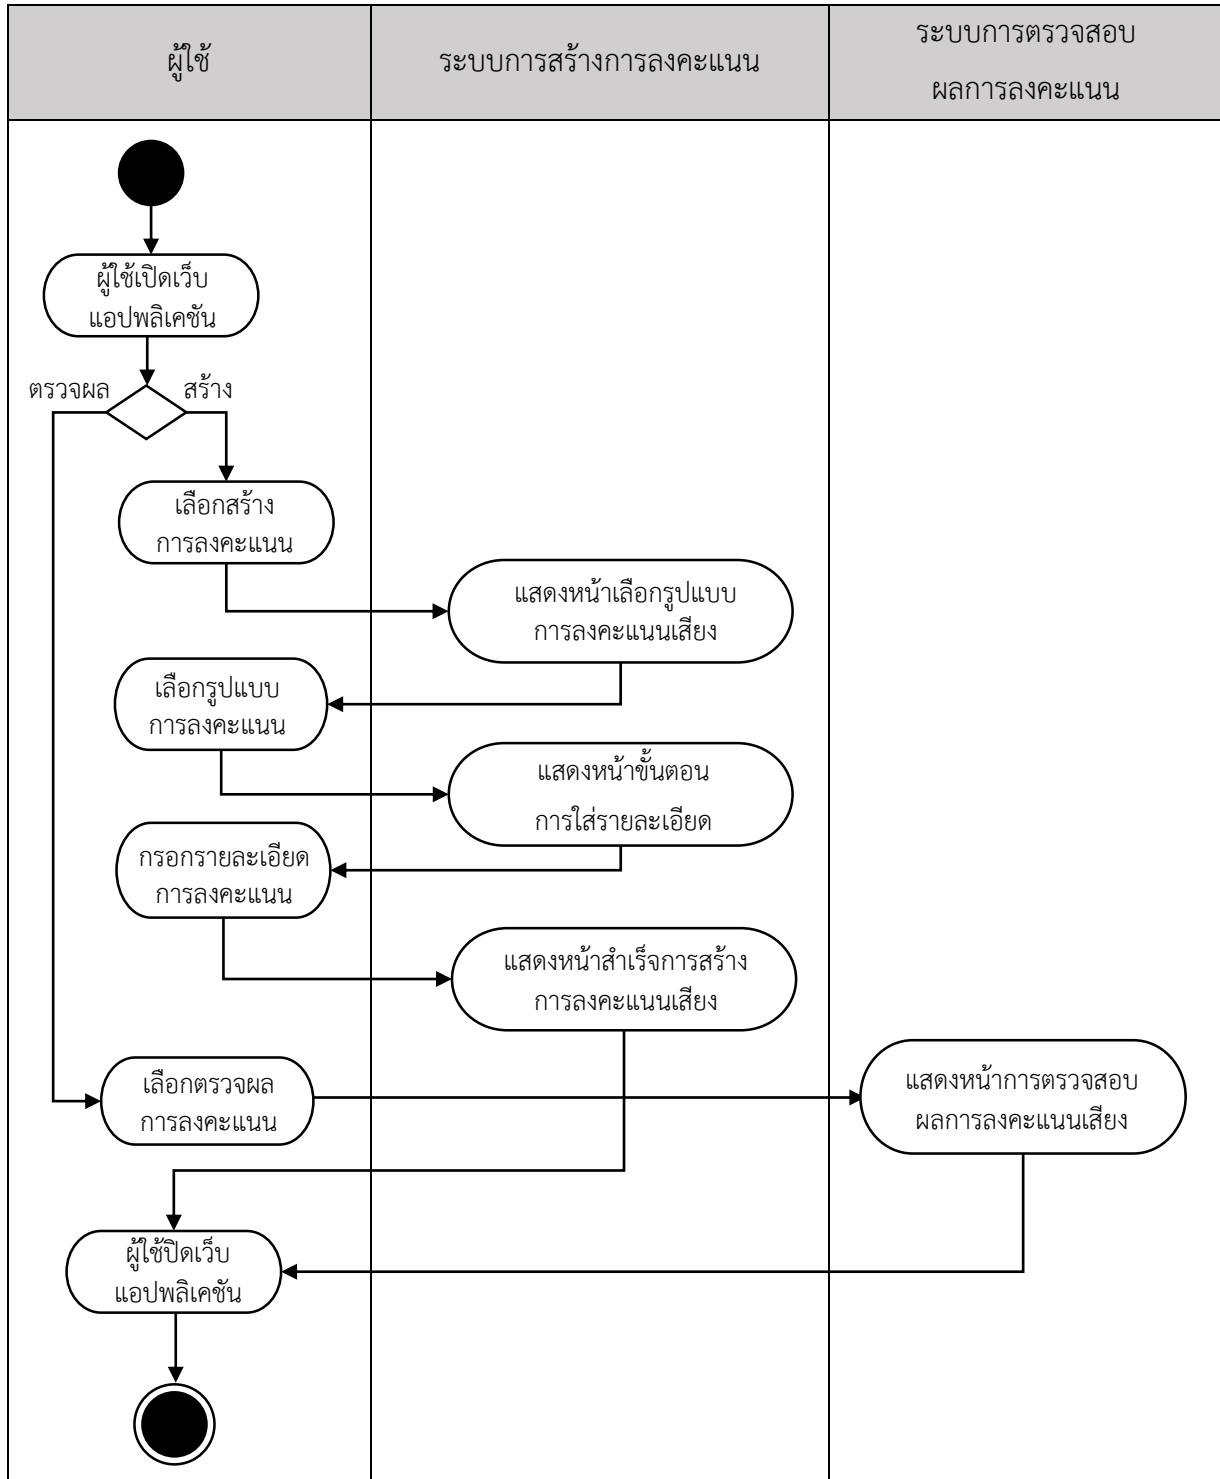 ผู้ใช้
ระบบการสร้างการลงคะแนน
ระบบการตรวจสอบ
ผลการลงคะแนน
ผู้ใช้เปิดเว็บ
แอปพลิเคชัน
ตรวจผล
สร้าง
เลือกสร้าง
การลงคะแนน
แสดงหน้าเลือกรูปแบบ
การลงคะแนนเสียง
เลือกรูปแบบ
การลงคะแนน
แสดงหน้าขั้นตอน
การใส่รายละเอียด
กรอกรายละเอียด
การลงคะแนน
แสดงหน้าสำเร็จการสร้าง
การลงคะแนนเสียง
เลือกตรวจผล
การลงคะแนน
แสดงหน้าการตรวจสอบ
ผลการลงคะแนนเสียง
ผู้ใช้ปิดเว็บ
แอปพลิเคชัน